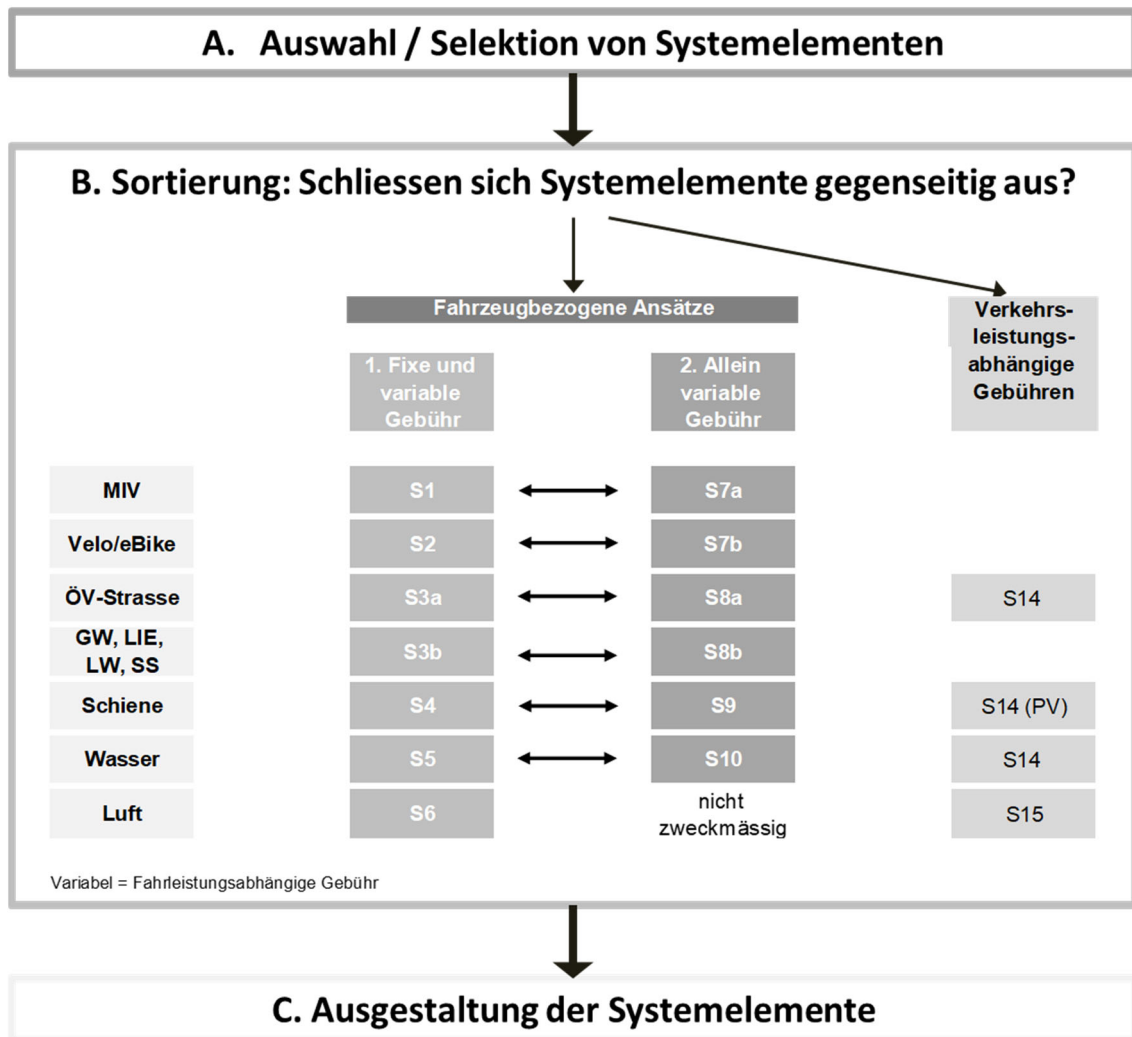 A. Auswahl / Selektion von Systemelementen
B. Sortierung: Schliessen sich Systemelemente gegenseitig aus?
Fahrzeugbezogene Ansätze
1. Fixe und
variable
Gebühr
2. Allein
variable
Gebühr
Verkehrs-
leistungs-
abhängige
Gebühren
MIV
S1
S7a
Velo/eBike
S2
S7b
ÖV-Strasse
S3a
S8a
S14
GW, LIE,
LW, SS
S3b
S8b
Schiene
S4
S9
S14 (PV)
Wasser
S5
S10
S14
Luft
S6
nicht
zweckmässig
S15
Variabel = Fahrleistungsabhängige Gebühr
C. Ausgestaltung der Systemelemente